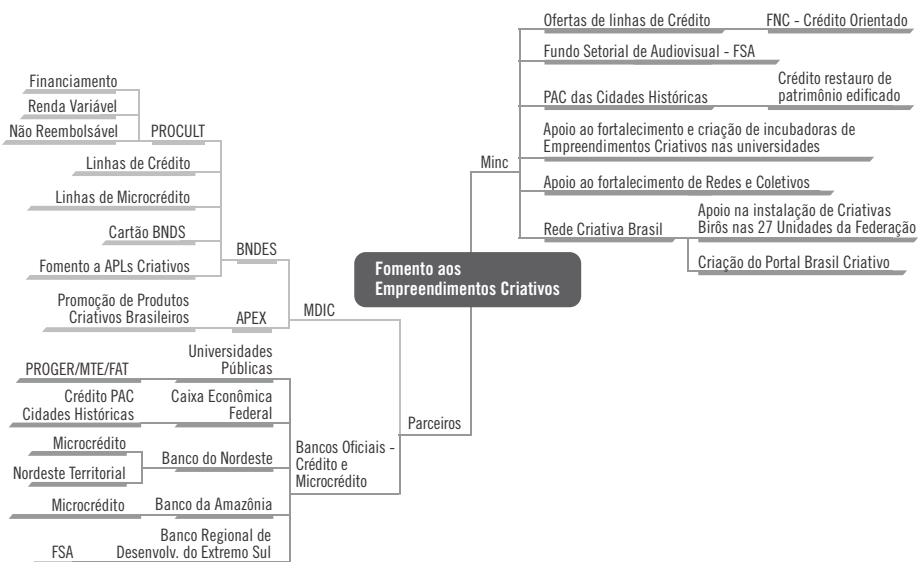 Ofertas de linhas de Crédito
FNC - Crédito Orientado
Fundo Setorial de Audiovisual - FSA
PAC das Cidades Históricas
Crédito restauro de
patrimônio edificado
Apoio ao fortalecimento e criação de incubadoras de
Empreendimentos Criativos nas universidades
Minc
Apoio ao fortalecimento de Redes e Coletivos
Rede Criativa Brasil
Apoio na instalação de Criativas
Birôs nas 27 Unidades da Federação
Criação do Portal Brasil Criativo
Fomento aos
Empreendimentos Criativos
Financiamento
Renda Variável
Não Reembolsável
PROCULT
Linhas de Crédito
Linhas de Microcrédito
Cartão BNDS
Fomento a APLs Criativos
BNDES
Promoção de Produtos
Criativos Brasileiros
APEX
MDIC
Universidades
Públicas
PROGER/MTE/FAT
Crédito PAC
Cidades Históricas
Caixa Econômica
Federal
Parceiros
Microcrédito
Nordeste Territorial
Banco do Nordeste
Bancos Oficiais -
Crédito e
Microcrédito
Microcrédito
Banco da Amazônia
FSA
Banco Regional de
Desenvolv. do Extremo Sul